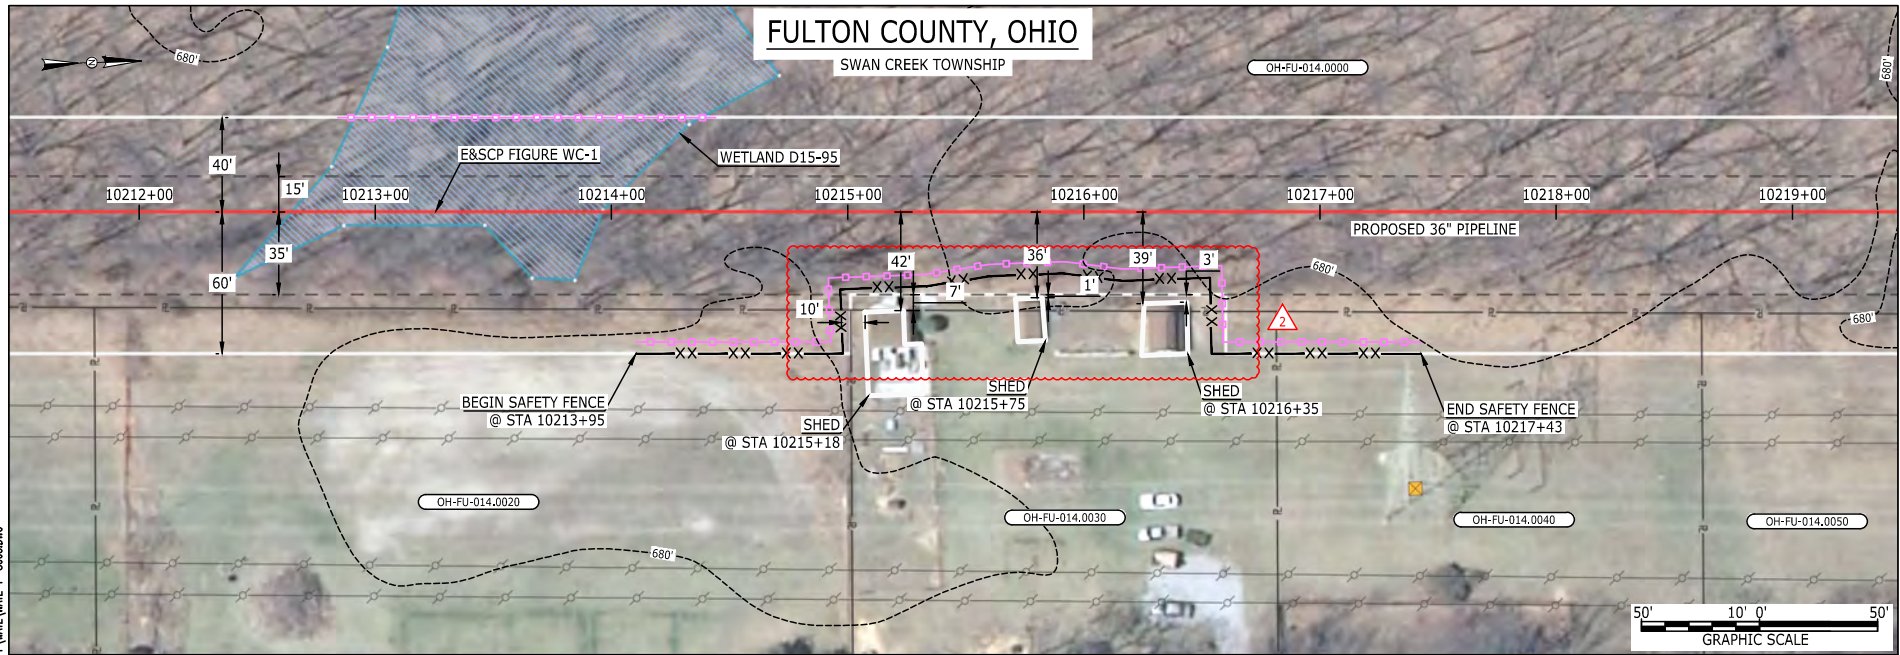 FULTON COUNTY, OHIO
SWAN CREEK TOWNSHIP
680'
N
OH-FU-014.0000
680'
40'
E&SCP FIGURE WC-1
WETLAND D15-95
15'
10212+00
10213+00
10214+00
10215+00
10216+00
10217+00
10218+00
10219+00
PROPOSED 36" PIPELINE
35'
60'
42'
36'
39'
3'
680'
7'
1'
10'
2
680'
BEGIN SAFETY FENCE
@ STA 10213+95
SHED
@ STA 10215+18
SHED
@ STA 10215+75
SHED
@ STA 10216+35
END SAFETY FENCE
@ STA 10217+43
OH-FU-014.0020
OH-FU-014.0030
OH-FU-014.0040
OH-FU-014.0050
680'
50'
10'
0'
50'
GRAPHIC SCALE